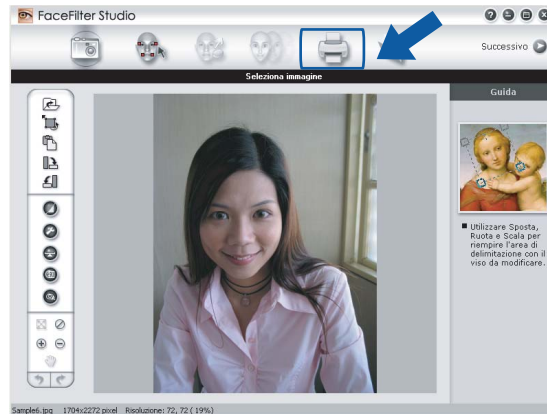 FaceFilter Studio
Successivo
Seleziona immagine
Guida
Utilizzare Sposta,
Ruota e Scala per
riempire l'area di
delimitazione con il
viso da modificare.
Sample6.jpg 1704x2272 pixel Risoluzione: 72, 72 ( 19%)